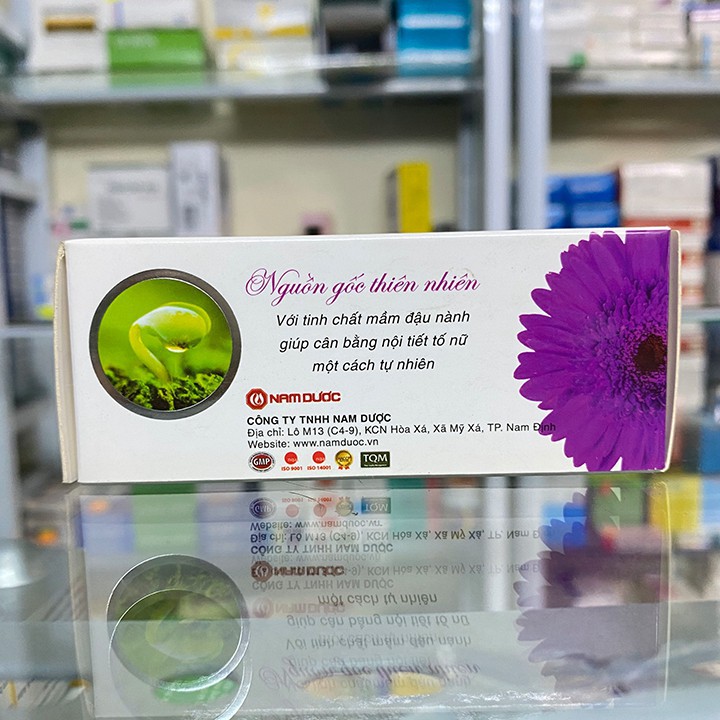 Nguồn gốc thiên nhiên
Với tinh chất mầm đậu nành
giúp cân bằng nội tiết tố nữ
một cách tự nhiên
NAM DƯỢC
CÔNG TY TNHH NAM DƯỢC
Địa chỉ: Lô M13 (C4-9), KCN Hòa Xá, Xã Mỹ Xá, TP. Nam Định
Website: www.namduoc.vn
GMP ISO 9001 ISO 14001 TQM